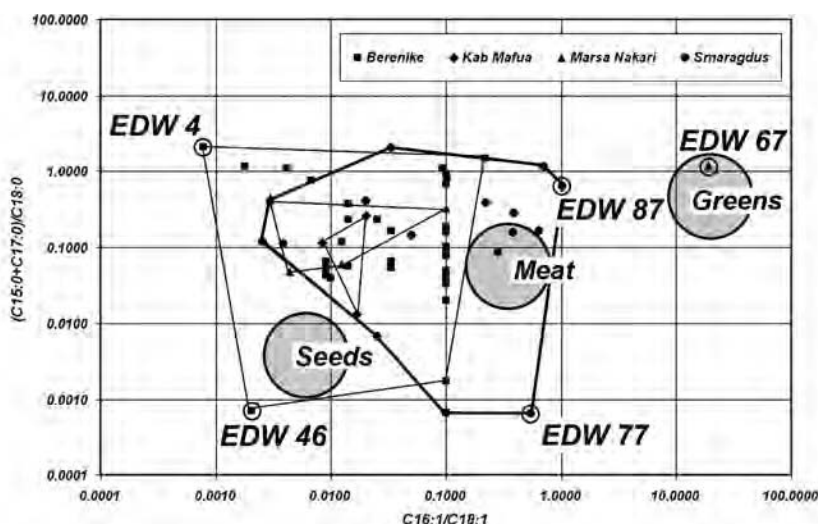 100.0000
Berenike Kab Mafua Marsa Nakari Smaragdus
10.0000
EDW 4
EDW 67
1.0000
EDW 87
Greens
(C15:0+C17:0)/C18:0
0.1000
Meat
0.0100
Seeds
0.0010
EDW 46
EDW 77
0.0001
0.0001 0.0010 0.0100 0.1000 1.0000 10.0000 100.0000
C16:1/C18:1